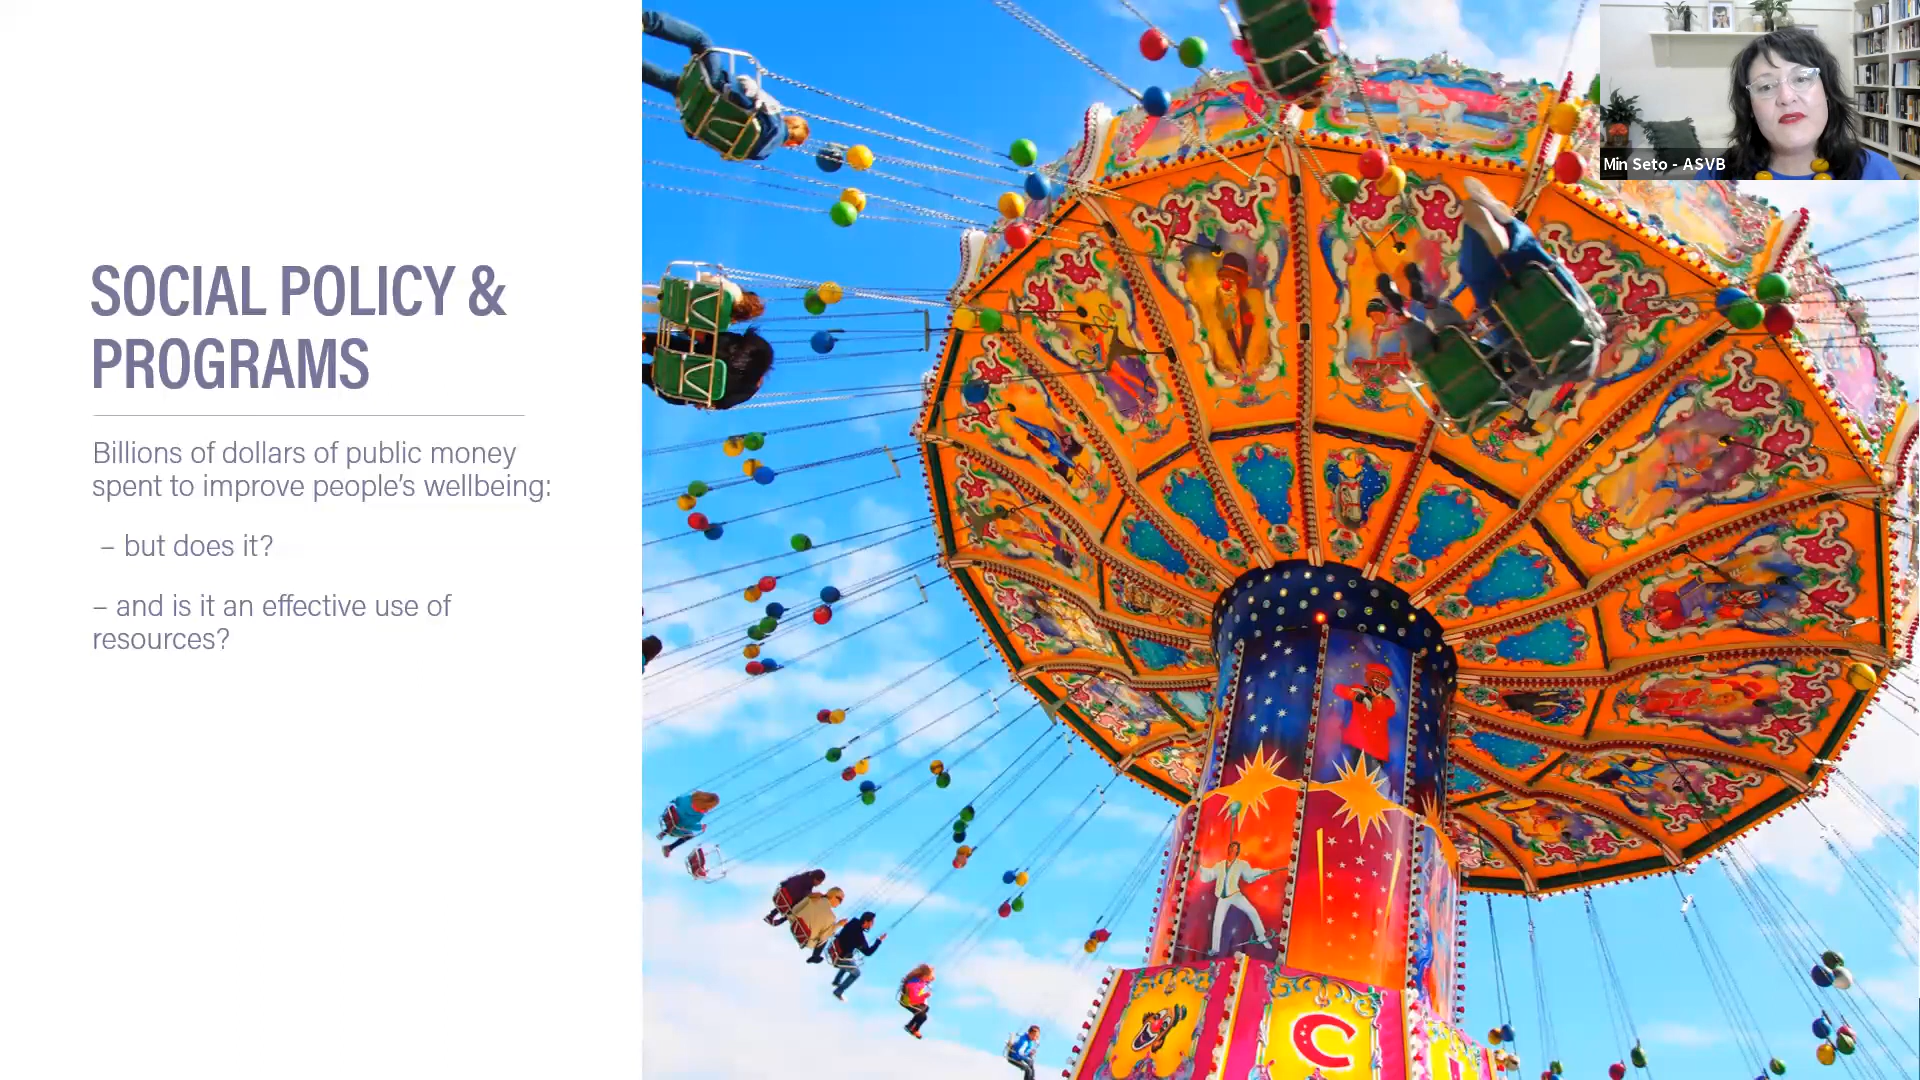 SOCIAL POLICY &
PROGRAMS
Billions of dollars of public money
spent to improve people’s wellbeing:
– but does it?
– and is it an effective use of
resources?
Min Seto - ASVB
C